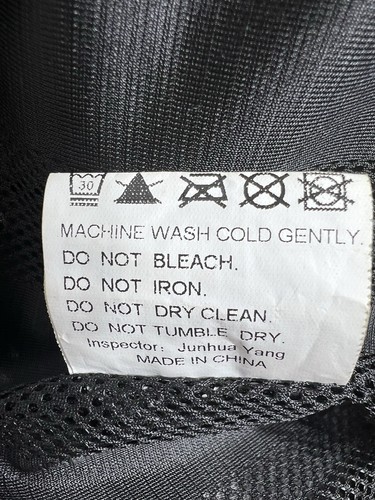 30
MACHINE WASH COLD GENTLY.
DO NOT BLEACH.
DO NOT IRON.
DO NOT DRY CLEAN.
DO NOT TUMBLE DRY.
Inspector: Junhua Yang
MADE IN CHINA